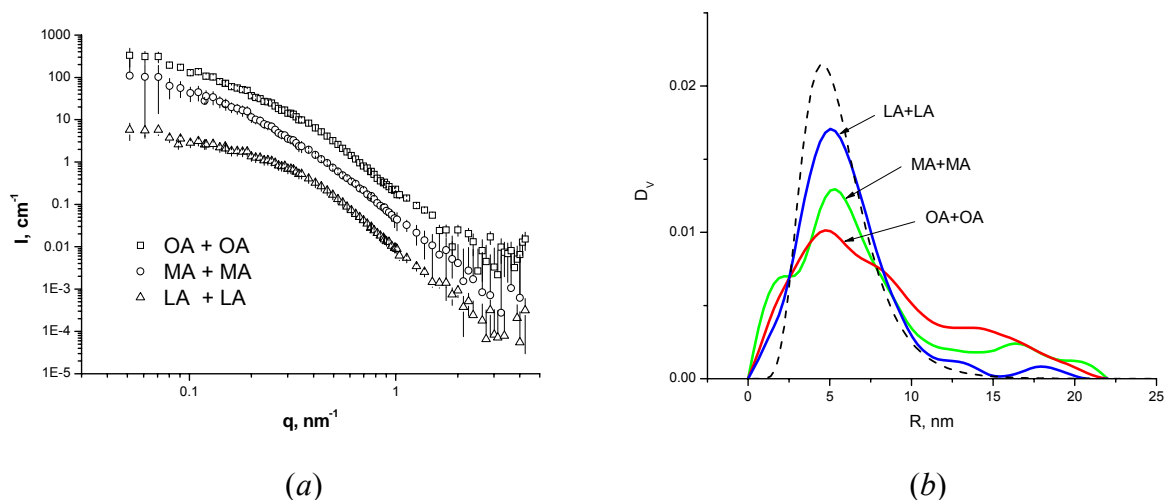 1000
100
10
1
0.1
0.01
1E-3
1E-4
1E-5
I, cm⁻¹
□ OA + OA
○ MA + MA
△ LA + LA
0.1
1
q, nm⁻¹
(a)
0.02
0.01
0.00
D_V
LA+LA
MA+MA
OA+OA
0 5 10 15 20 25
R, nm
(b)